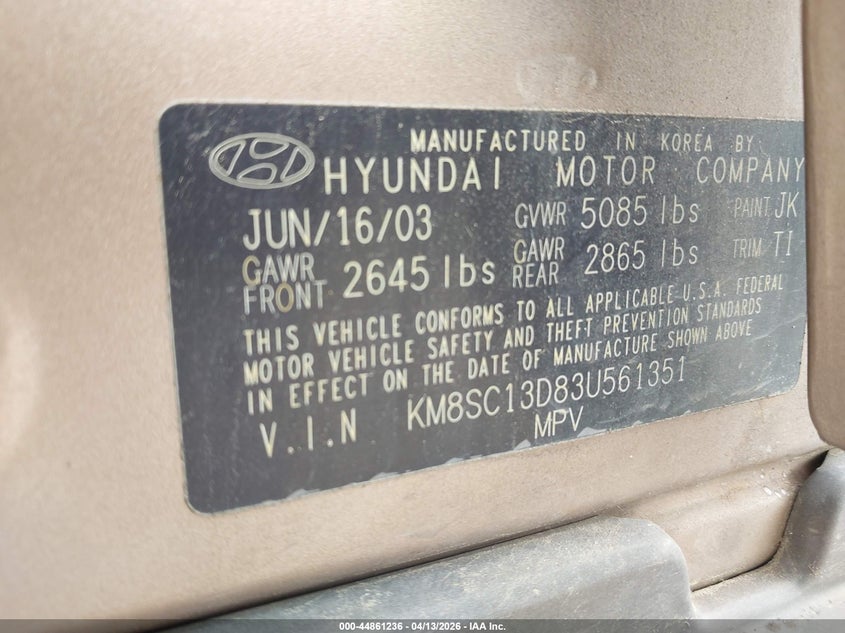 MANUFACTURED IN KOREA BY
HYUNDAI MOTOR COMPANY
JUN/16/03 GVWR 5085 lbs PAINT JK
GAWR FRONT 2645 lbs GAWR REAR 2865 lbs TRIM TI
THIS VEHICLE CONFORMS TO ALL APPLICABLE U.S.A. FEDERAL
MOTOR VEHICLE SAFETY AND THEFT PREVENTION STANDARDS
IN EFFECT ON THE DATE OF MANUFACTURE SHOWN ABOVE
V.I.N KM8SC13D83U561351
MPV
000-44861236 | 04/13/2026 | IAA Inc.